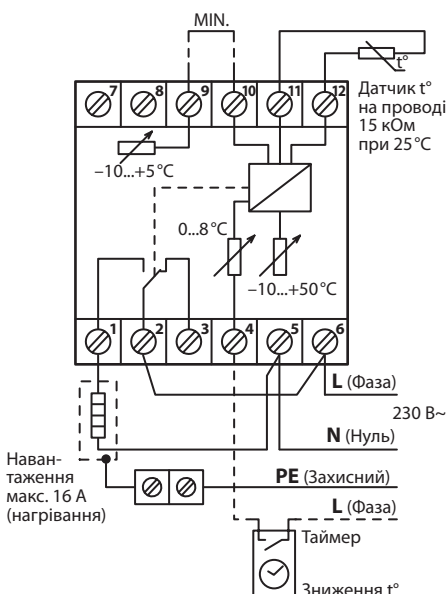 MIN.
7 8 9 10 11 12
t°
Датчик t°
на проводі
15 кОм
при 25°C
–10...+5°C
0...8°C
–10...+50°C
1 2 3 4 5 6
L (Фаза)
230 В~
N (Нуль)
Наван-
таження
макс. 16 А
(нагрівання)
PE (Захисний)
L (Фаза)
Таймер
Зниження t°